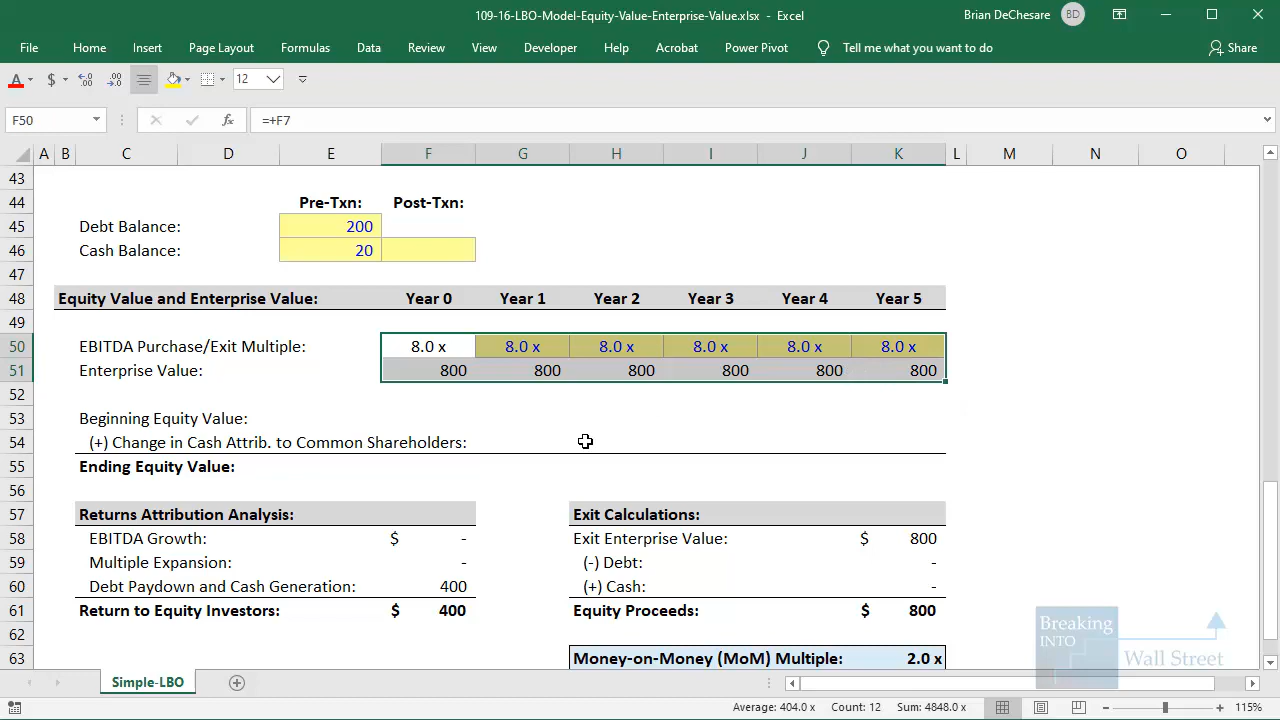 109-16-LBO-Model-Equity-Value-Enterprise-Value.xlsx - Excel
Brian DeChesare BD
File Home Insert Page Layout Formulas Data Review View Developer Help Acrobat Power Pivot Tell me what you want to do Share
A $ .00 12
F50 fx =+F7
A B C D E F G H I J K L M N O
43
44 Pre-Txn: Post-Txn:
45 Debt Balance: 200
46 Cash Balance: 20
47
48 Equity Value and Enterprise Value: Year 0 Year 1 Year 2 Year 3 Year 4 Year 5
49
50 EBITDA Purchase/Exit Multiple: 8.0 x 8.0 x 8.0 x 8.0 x 8.0 x 8.0 x
51 Enterprise Value: 800 800 800 800 800 800
52
53 Beginning Equity Value:
54 (+) Change in Cash Attrib. to Common Shareholders:
55 Ending Equity Value:
56
57 Returns Attribution Analysis: Exit Calculations:
58 EBITDA Growth: $ - Exit Enterprise Value: $ 800
59 Multiple Expansion: - (-) Debt: -
60 Debt Paydown and Cash Generation: 400 (+) Cash: -
61 Return to Equity Investors: $ 400 Equity Proceeds: $ 800
62
63 Money-on-Money (MoM) Multiple: 2.0 x
Breaking
INTO
Wall Street
Simple-LBO
Average: 404.0 x Count: 12 Sum: 4848.0 x 115%